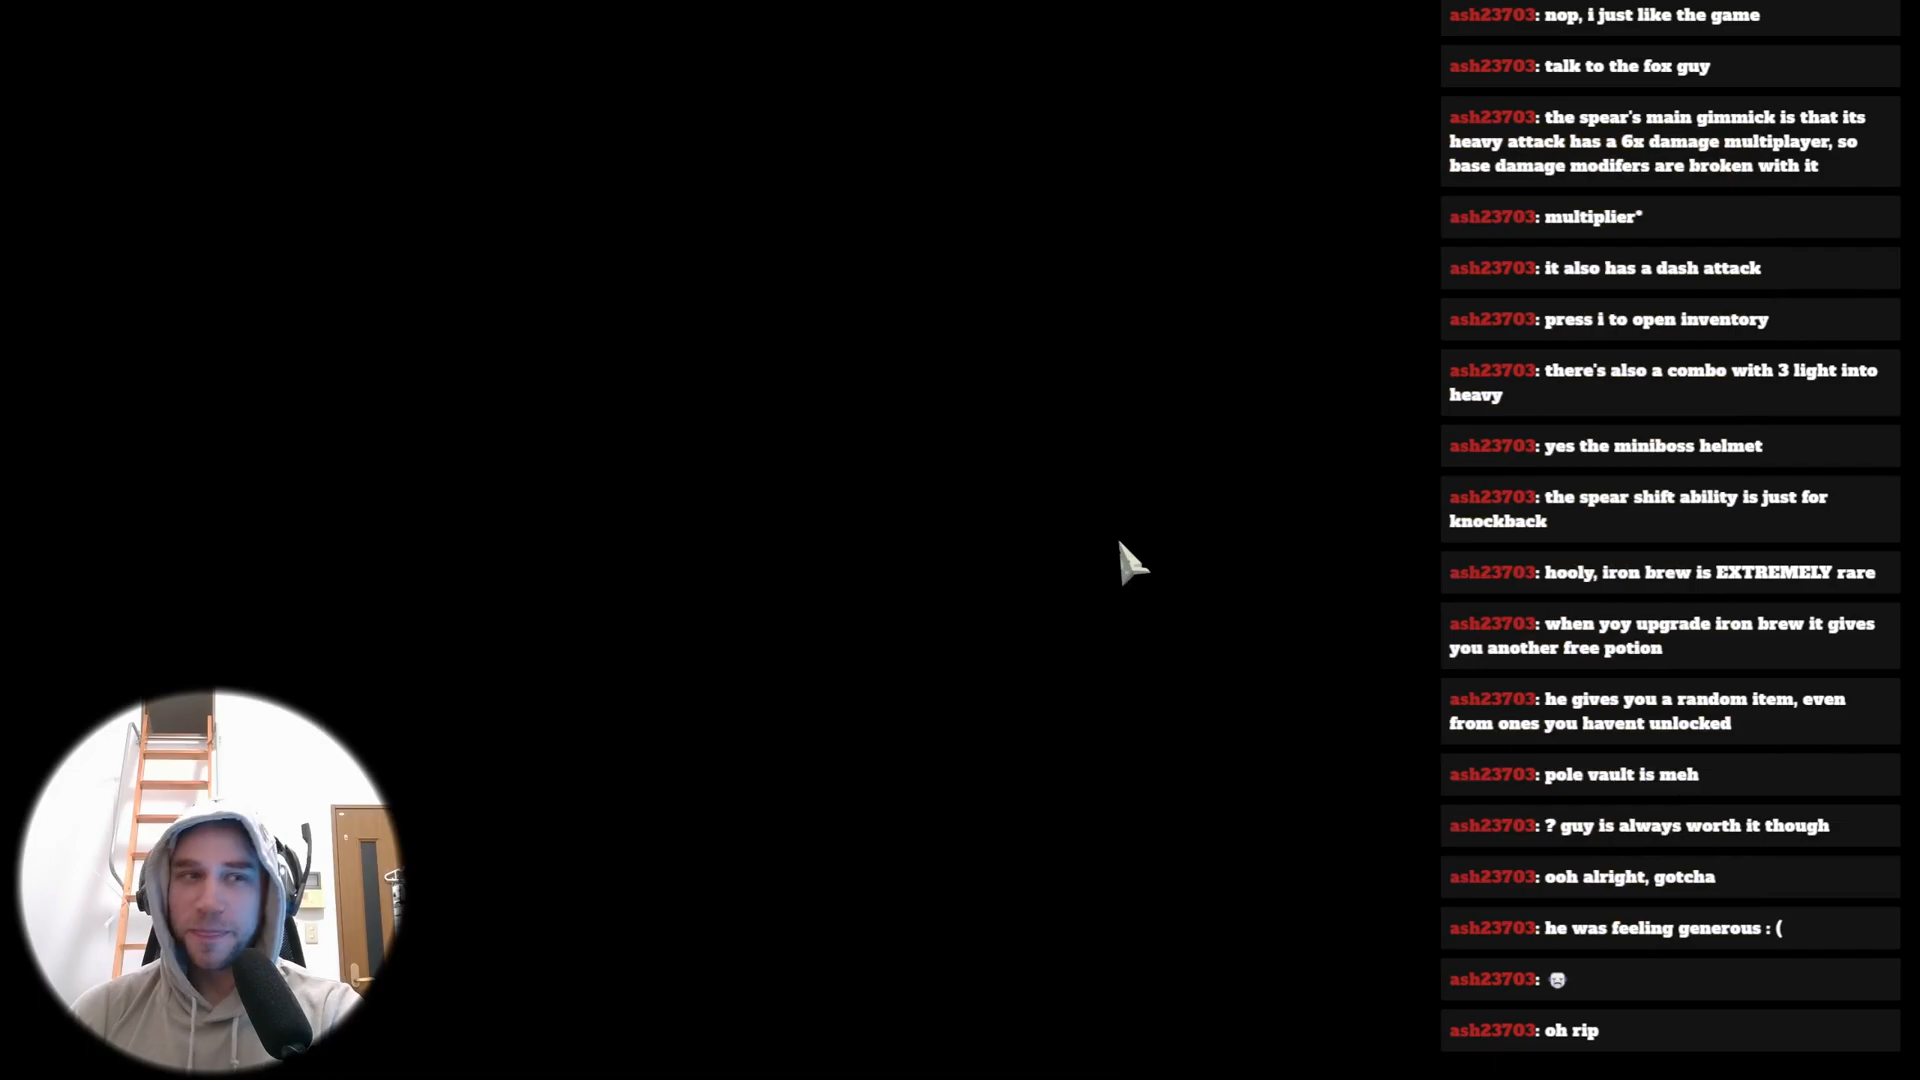 ash23703: nop, i just like the game
ash23703: talk to the fox guy
ash23703: the spear's main gimmick is that its
heavy attack has a 6x damage multiplayer, so
base damage modifers are broken with it
ash23703: multiplier*
ash23703: it also has a dash attack
ash23703: press i to open inventory
ash23703: there's also a combo with 3 light into
heavy
ash23703: yes the miniboss helmet
ash23703: the spear shift ability is just for
knockback
ash23703: hooly, iron brew is EXTREMELY rare
ash23703: when yoy upgrade iron brew it gives
you another free potion
ash23703: he gives you a random item, even
from ones you havent unlocked
ash23703: pole vault is meh
ash23703: ? guy is always worth it though
ash23703: ooh alright, gotcha
ash23703: he was feeling generous : (
ash23703:
ash23703: oh rip